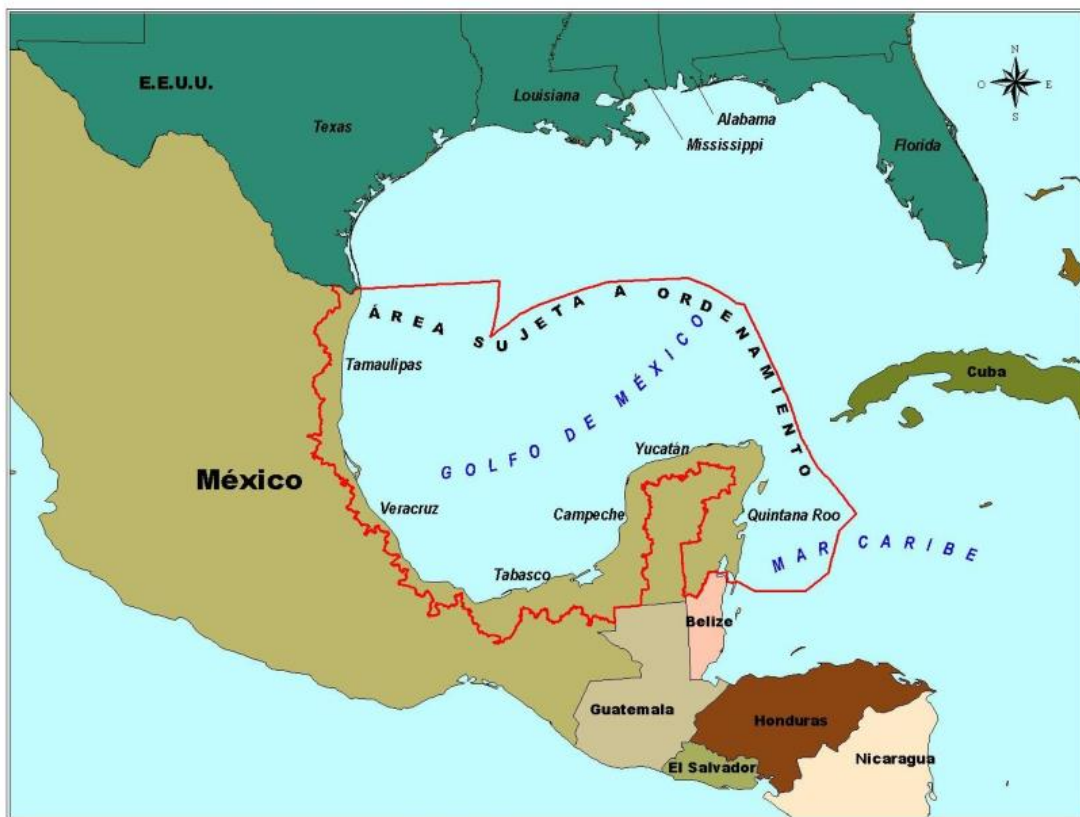 N
O E
S
E.E.U.U.
Texas
Louisiana
Alabama
Mississippi
Florida
ÁREA SUJETA A ORDENAMIENTO
GOLFO DE MÉXICO
Tamaulipas
Cuba
Yucatán
México
Veracruz
Campeche
Quintana Roo
MAR CARIBE
Tabasco
Belize
Guatemala
Honduras
Nicaragua
El Salvador